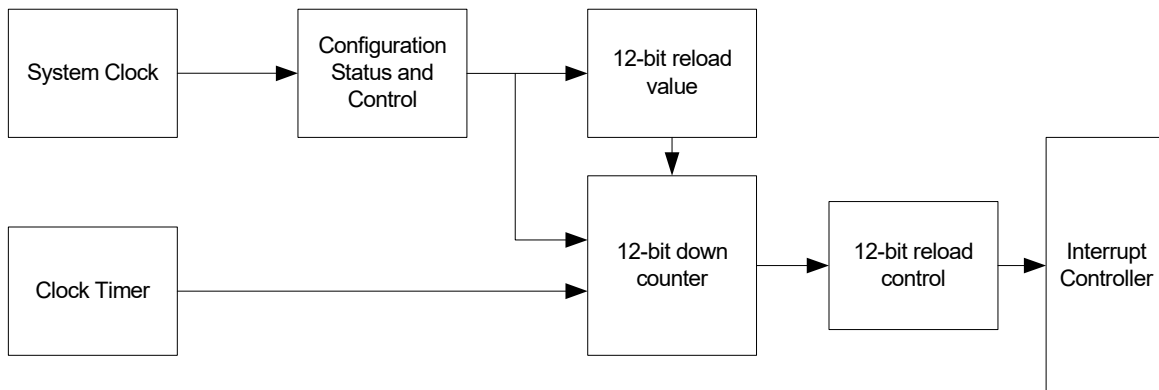 System Clock
Configuration
Status and
Control
12-bit reload
value
Clock Timer
12-bit down
counter
12-bit reload
control
Interrupt
Controller